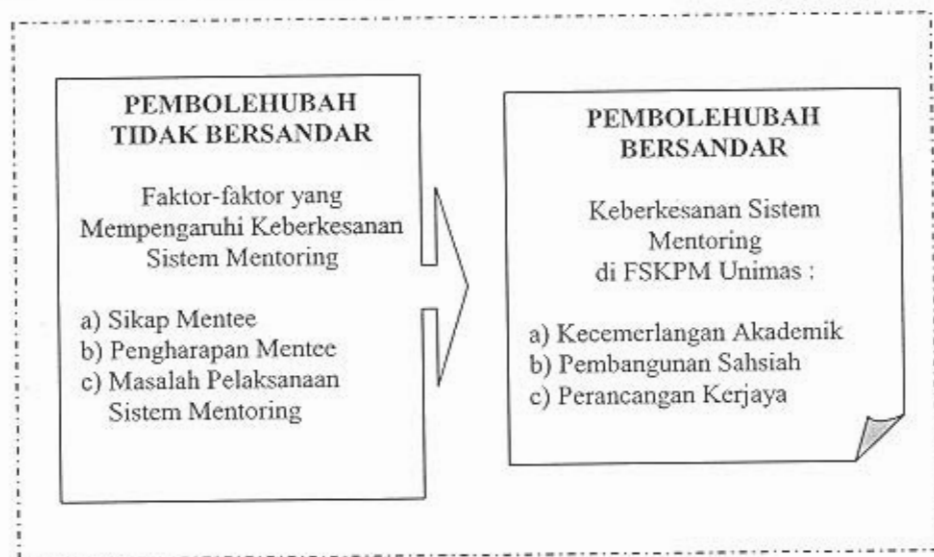 PEMBOLEHUBAH
TIDAK BERSANDAR
Faktor-faktor yang
Mempengaruhi Keberkesanan
Sistem Mentoring
a) Sikap Mentee
b) Pengharapan Mentee
c) Masalah Pelaksanaan
Sistem Mentoring
PEMBOLEHUBAH
BERSANDAR
Keberkesanan Sistem
Mentoring
di FSKPM Unimas :
a) Kecemerlangan Akademik
b) Pembangunan Sahsiah
c) Perancangan Kerjaya